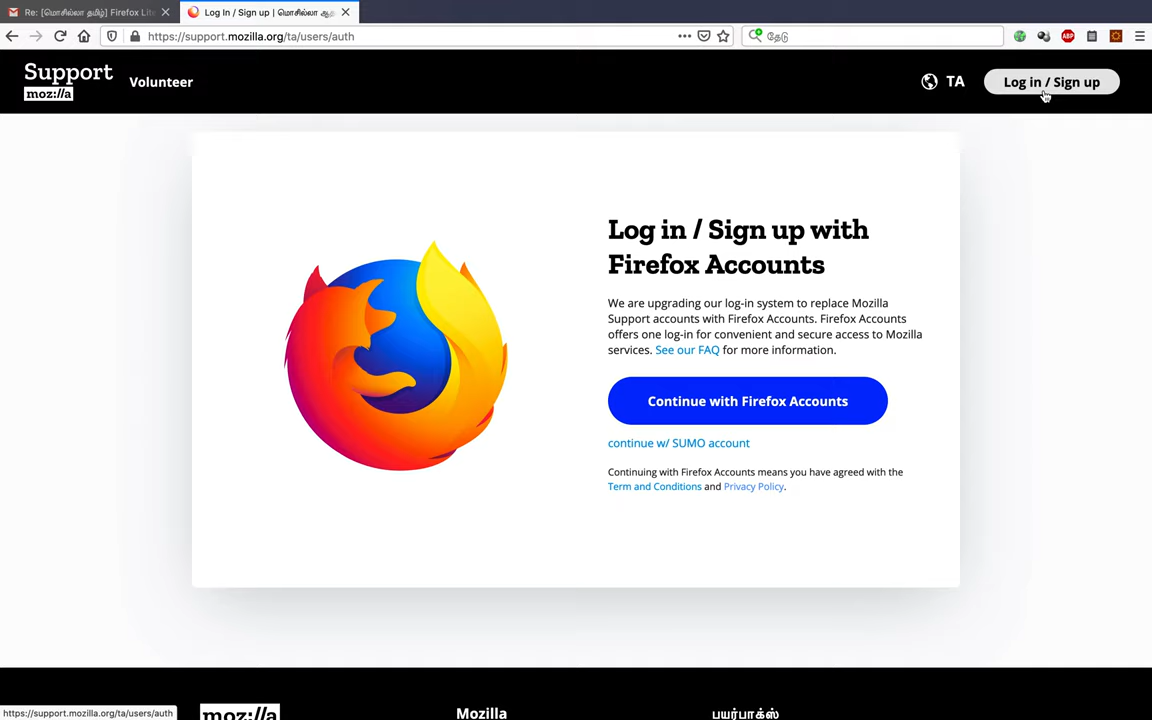 Re: [மொசில்லா தமிழ்] Firefox Lite
Log In / Sign up | மொசில்லா ஆத
https://support.mozilla.org/ta/users/auth
தேடு
ABP
Support
moz://a
Volunteer
TA
Log in / Sign up
Log in / Sign up with
Firefox Accounts
We are upgrading our log-in system to replace Mozilla
Support accounts with Firefox Accounts. Firefox Accounts
offers one log-in for convenient and secure access to Mozilla
services. See our FAQ for more information.
Continue with Firefox Accounts
continue w/ SUMO account
Continuing with Firefox Accounts means you have agreed with the
Term and Conditions and Privacy Policy.
https://support.mozilla.org/ta/users/auth
moz://a
Mozilla
பயர்பாக்ஸ்